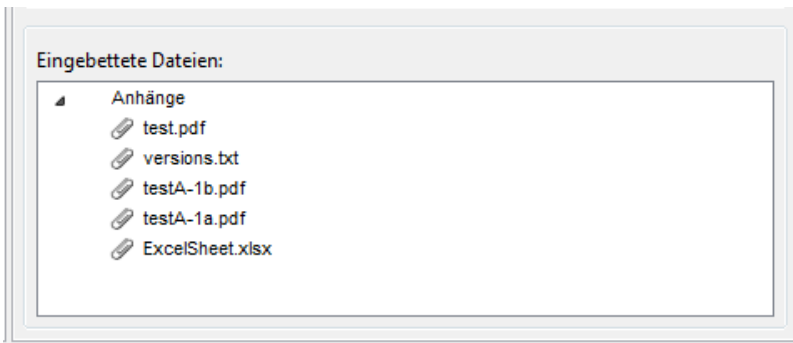 Eingebettete Dateien:
Anhänge
test.pdf
versions.txt
testA-1b.pdf
testA-1a.pdf
ExcelSheet.xlsx